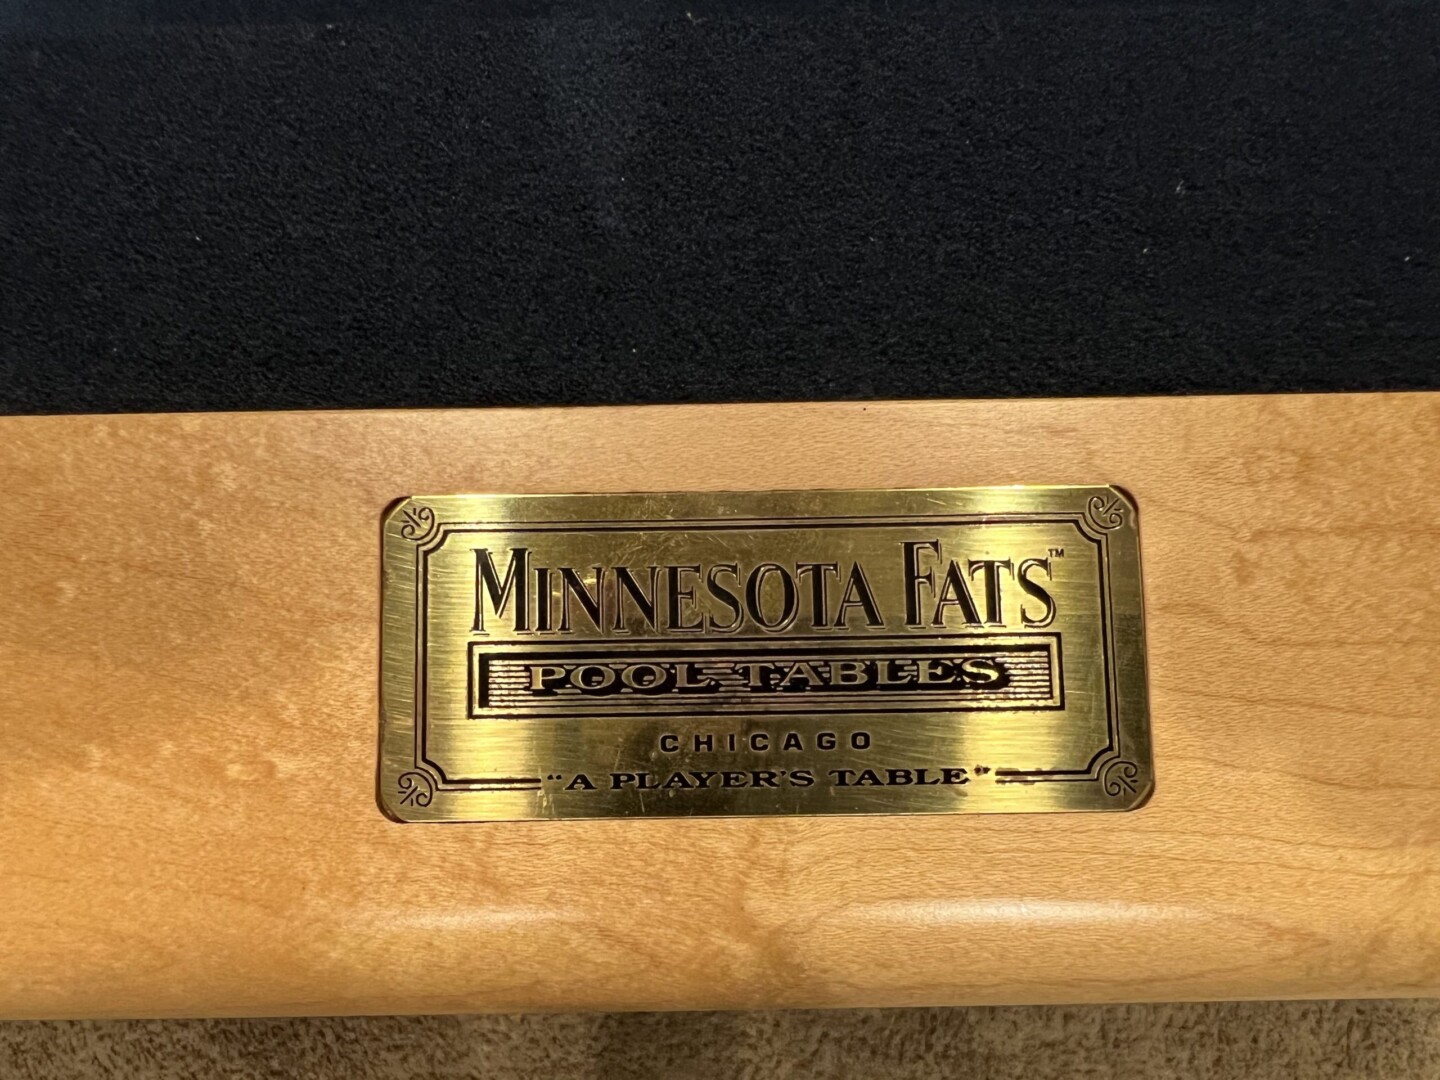 MINNESOTA FATS™
POOL TABLES
CHICAGO
"A PLAYER'S TABLE"